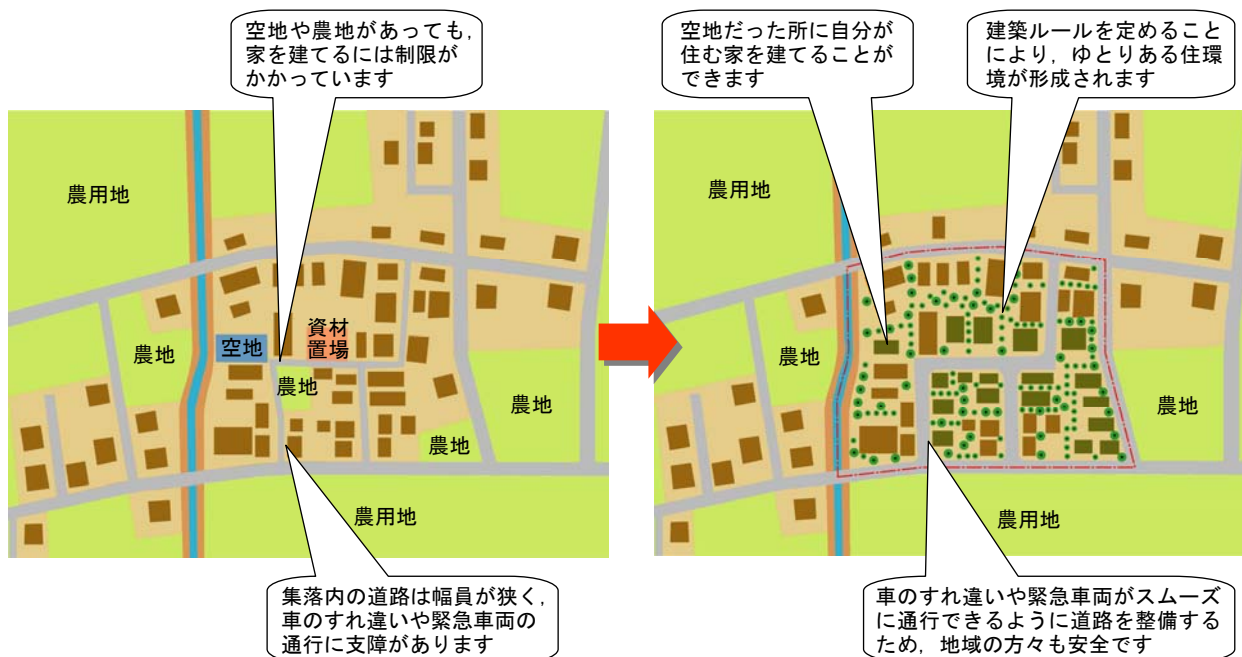 空地や農地があっても,
家を建てるには制限が
かかっています
空地だった所に自分が
住む家を建てることが
できます
建築ルールを定めること
により, ゆとりある住環
境が形成されます
農用地
農地
空地
資材
置場
農地
農地
農地
農用地
農用地
農地
農地
農用地
集落内の道路は幅員が狭く,
車のすれ違いや緊急車両の
通行に支障があります
車のすれ違いや緊急車両がスムーズ
に通行できるように道路を整備する
ため, 地域の方々も安全です